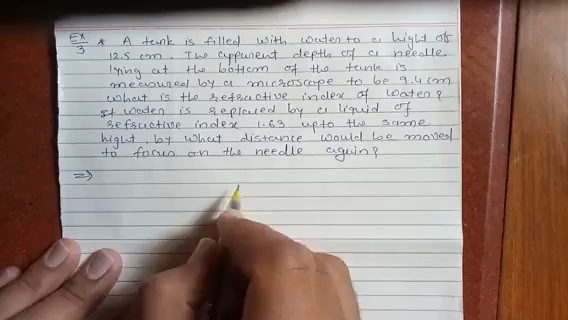 Ex/3 * A tank is filled with water to a hight of
12.5 cm. The apparent depth of a needle
lying at the bottom of the tank is
measured by a microscope to be 9.4 cm
what is the refractive index of water?
If water is replaced by a liquid of
refractive index 1.63 upto the same
hight. by what distance would be moved
to focus on the needle again?
⇒